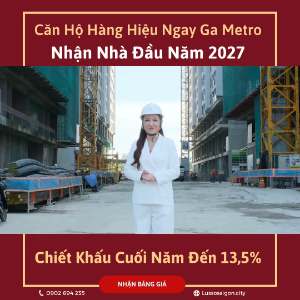 Căn Hộ Hàng Hiệu Ngay Ga Metro
Nhận Nhà Đầu Năm 2027
Chiết Khấu Cuối Năm Đến 13,5%
NHẬN BẢNG GIÁ
0902 694 235